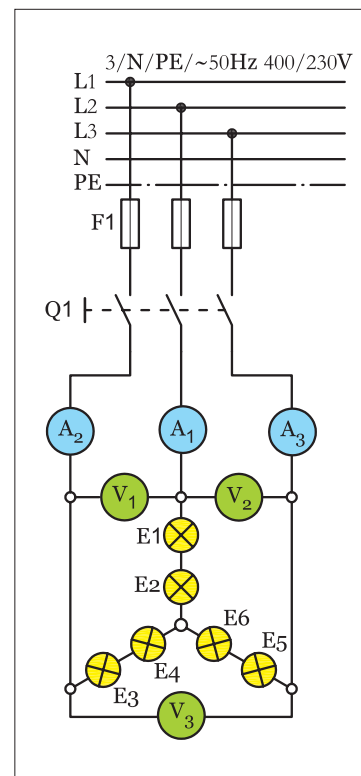 3/N/PE/~50Hz 400/230V
L1
L2
L3
N
PE
F1
Q1
A2 A1 A3
V1 V2
E1
E2
E6
E5
E4
E3
V3